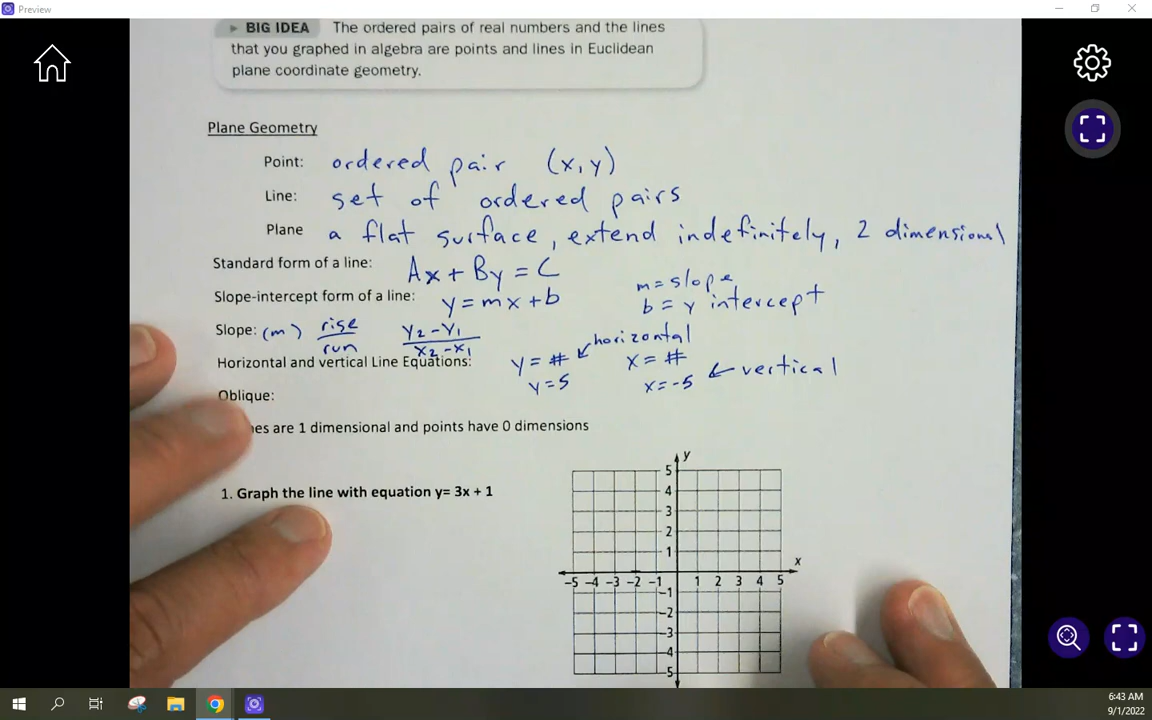 Preview
▸ BIG IDEA The ordered pairs of real numbers and the lines
that you graphed in algebra are points and lines in Euclidean
plane coordinate geometry.
Plane Geometry
Point: ordered pair (x, y)
Line: set of ordered pairs
Plane a flat surface, extend indefinitely, 2 dimensional
Standard form of a line: Ax + By = C
m = slope
Slope-intercept form of a line: y = mx + b
b = y intercept
Slope: (m) rise/run y₂-y₁/x₂-x₁
horizontal
Horizontal and vertical Line Equations: y = # x = #
y = 5 x = -5 ← vertical
Oblique:
are 1 dimensional and points have 0 dimensions
1. Graph the line with equation y= 3x + 1
y
5
4
3
2
1
x
-5 -4 -3 -2 -1 1 2 3 4 5
-1
-2
-3
-4
-5
6:43 AM
9/1/2022